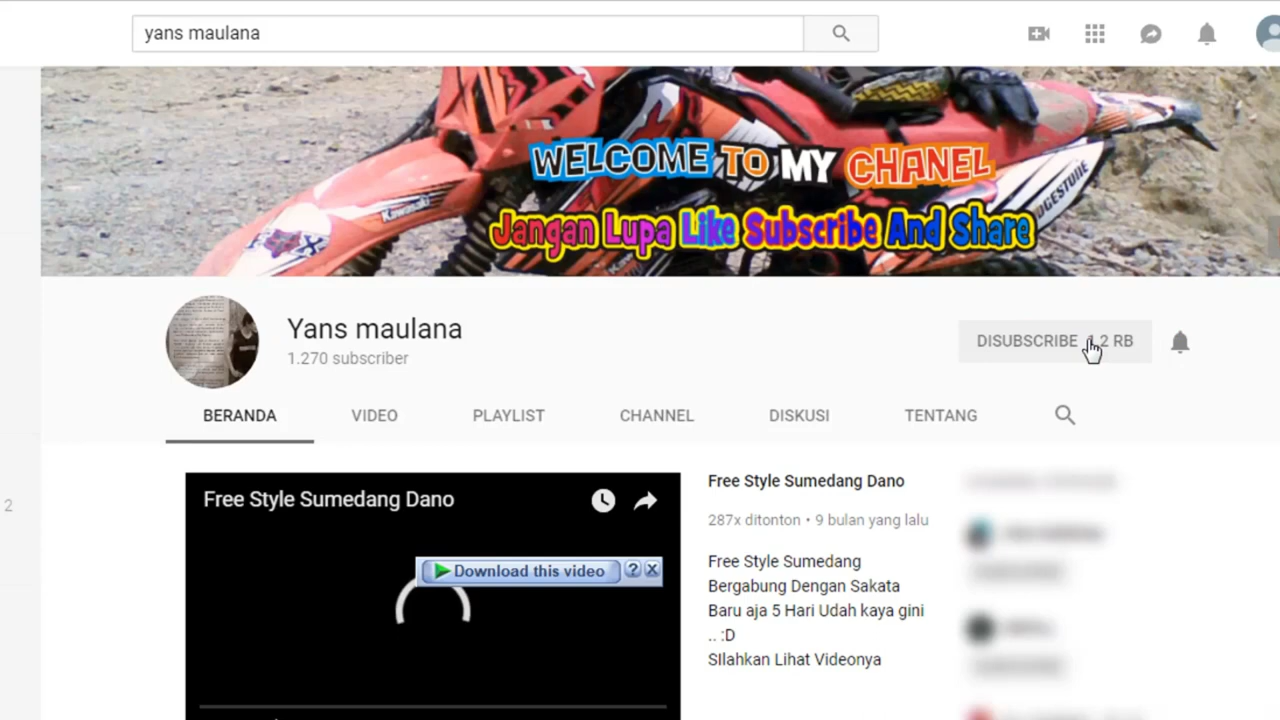 yans maulana
WELCOME TO MY CHANEL
Jangan Lupa Like Subscribe And Share
Kawasaki
Yans maulana
1.270 subscriber
DISUBSCRIBE 1,2 RB
BERANDA VIDEO PLAYLIST CHANNEL DISKUSI TENTANG
Free Style Sumedang Dano
Download this video ? X
Free Style Sumedang Dano
287x ditonton • 9 bulan yang lalu
Free Style Sumedang
Bergabung Dengan Sakata
Baru aja 5 Hari Udah kaya gini
.. :D
SIlahkan Lihat Videonya
2